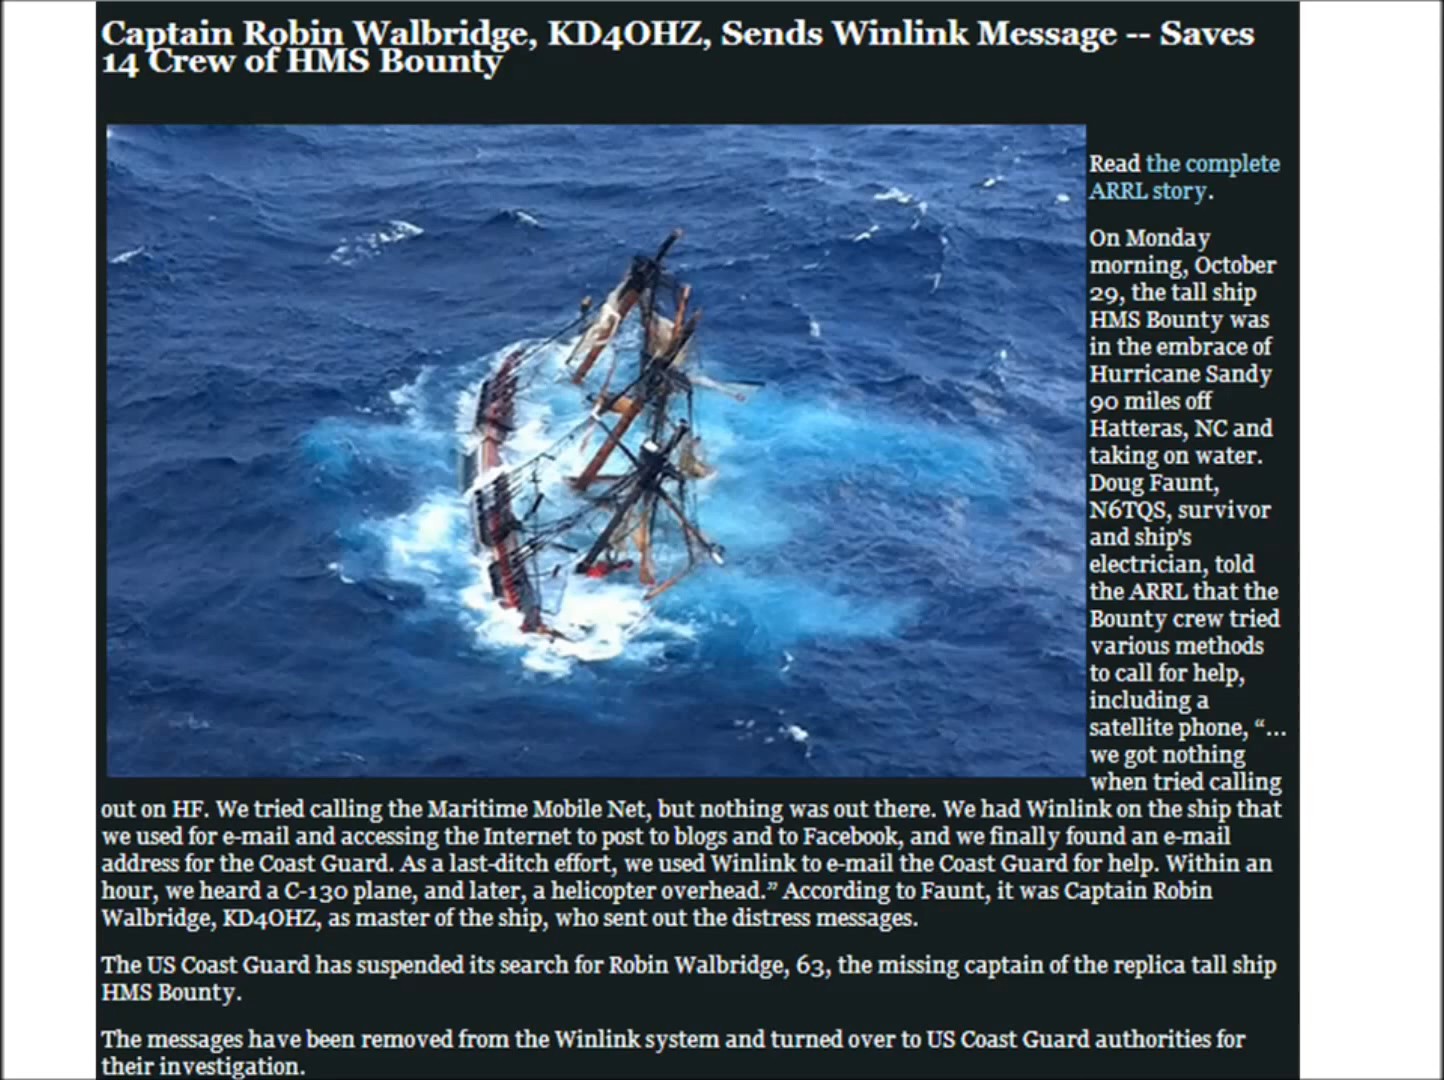 Captain Robin Walbridge, KD4OHZ, Sends Winlink Message -- Saves
14 Crew of HMS Bounty
Read the complete
ARRL story.
On Monday
morning, October
29, the tall ship
HMS Bounty was
in the embrace of
Hurricane Sandy
90 miles off
Hatteras, NC and
taking on water.
Doug Faunt,
N6TQS, survivor
and ship's
electrician, told
the ARRL that the
Bounty crew tried
various methods
to call for help,
including a
satellite phone, “...
we got nothing
when tried calling
out on HF. We tried calling the Maritime Mobile Net, but nothing was out there. We had Winlink on the ship that
we used for e-mail and accessing the Internet to post to blogs and to Facebook, and we finally found an e-mail
address for the Coast Guard. As a last-ditch effort, we used Winlink to e-mail the Coast Guard for help. Within an
hour, we heard a C-130 plane, and later, a helicopter overhead.” According to Faunt, it was Captain Robin
Walbridge, KD4OHZ, as master of the ship, who sent out the distress messages.
The US Coast Guard has suspended its search for Robin Walbridge, 63, the missing captain of the replica tall ship
HMS Bounty.
The messages have been removed from the Winlink system and turned over to US Coast Guard authorities for
their investigation.